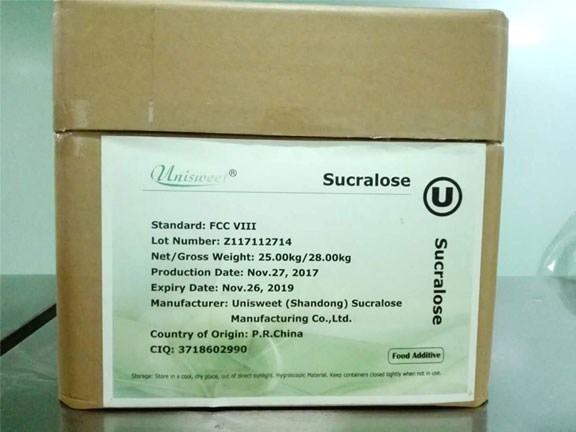 Unisweet®
Sucralose
U
Standard: FCC VIII
Lot Number: Z117112714
Net/Gross Weight: 25.00kg/28.00kg
Production Date: Nov.27, 2017
Expiry Date: Nov.26, 2019
Manufacturer: Unisweet (Shandong) Sucralose
Manufacturing Co.,Ltd.
Country of Origin: P.R.China
CIQ: 3718602990
Sucralose
Food Additive
Storage: Store in a cool, dry place, out of direct sunlight. Hygroscopic Material. Keep containers closed tightly when not in use.